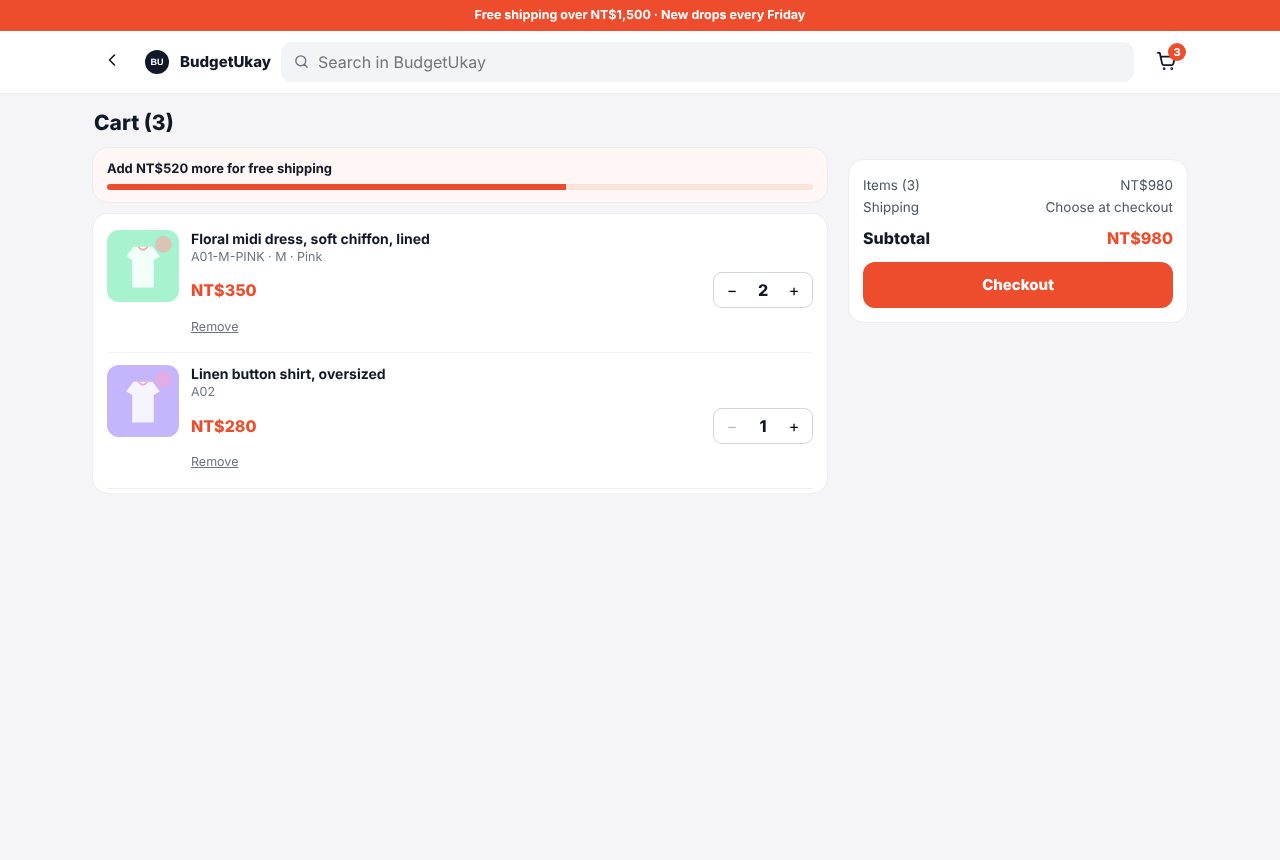 Free shipping over NT$1,500 · New drops every Friday
BU BudgetUkay Search in BudgetUkay 3
Cart (3)
Add NT$520 more for free shipping
Floral midi dress, soft chiffon, lined
A01-M-PINK · M · Pink
NT$350 − 2 +
Remove
Linen button shirt, oversized
A02
NT$280 − 1 +
Remove
Items (3) NT$980
Shipping Choose at checkout
Subtotal NT$980
Checkout